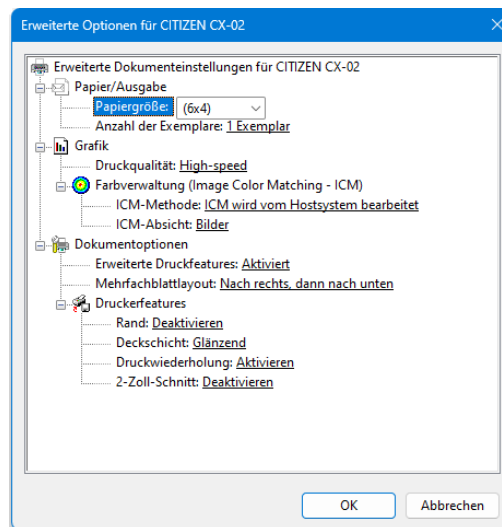 Erweiterte Optionen für CITIZEN CX-02
Erweiterte Dokumenteinstellungen für CITIZEN CX-02
Papier/Ausgabe
Papiergröße: (6x4)
Anzahl der Exemplare: 1 Exemplar
Grafik
Druckqualität: High-speed
Farbverwaltung (Image Color Matching - ICM)
ICM-Methode: ICM wird vom Hostsystem bearbeitet
ICM-Absicht: Bilder
Dokumentoptionen
Erweiterte Druckfeatures: Aktiviert
Mehrfachblattlayout: Nach rechts, dann nach unten
Druckerfeatures
Rand: Deaktivieren
Deckschicht: Glänzend
Druckwiederholung: Aktivieren
2-Zoll-Schnitt: Deaktivieren
OK Abbrechen